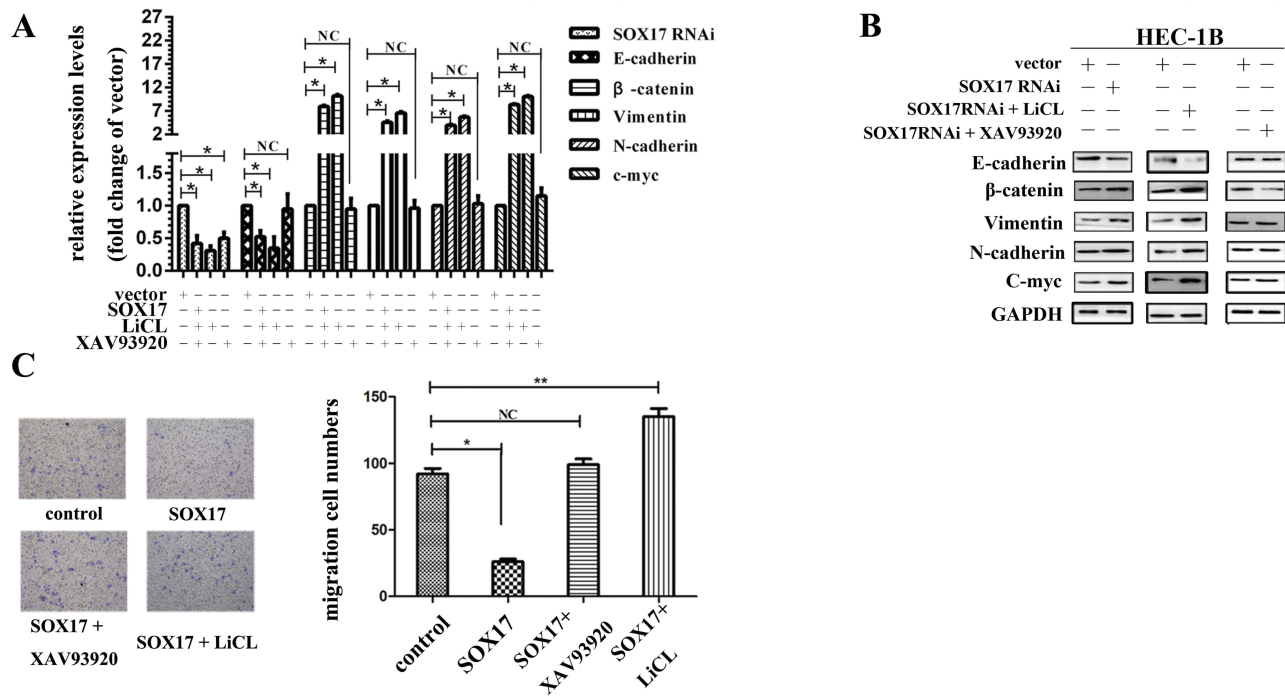 A
relative expression levels
(fold change of vector)
27
22
17
12
7
2
1.5
1.0
0.5
0.0
* * *
* * NC
* * NC
* * NC
* * NC
* * NC
SOX17 RNAi
E-cadherin
β -catenin
Vimentin
N-cadherin
c-myc
vector + − − − + − − − + − − − + − − − + − − − + − − −
SOX17
LiCL
XAV93920
B
HEC-1B
vector + − + − + −
SOX17 RNAi − + − − − −
SOX17RNAi + LiCL − − − + − −
SOX17RNAi + XAV93920 − − − − − +
E-cadherin
β-catenin
Vimentin
N-cadherin
C-myc
GAPDH
C
control
SOX17
SOX17 +
XAV93920
SOX17 + LiCL
migration cell numbers
150
100
50
0
**
NC
*
control
SOX17
SOX17+
XAV93920
SOX17+
LiCL